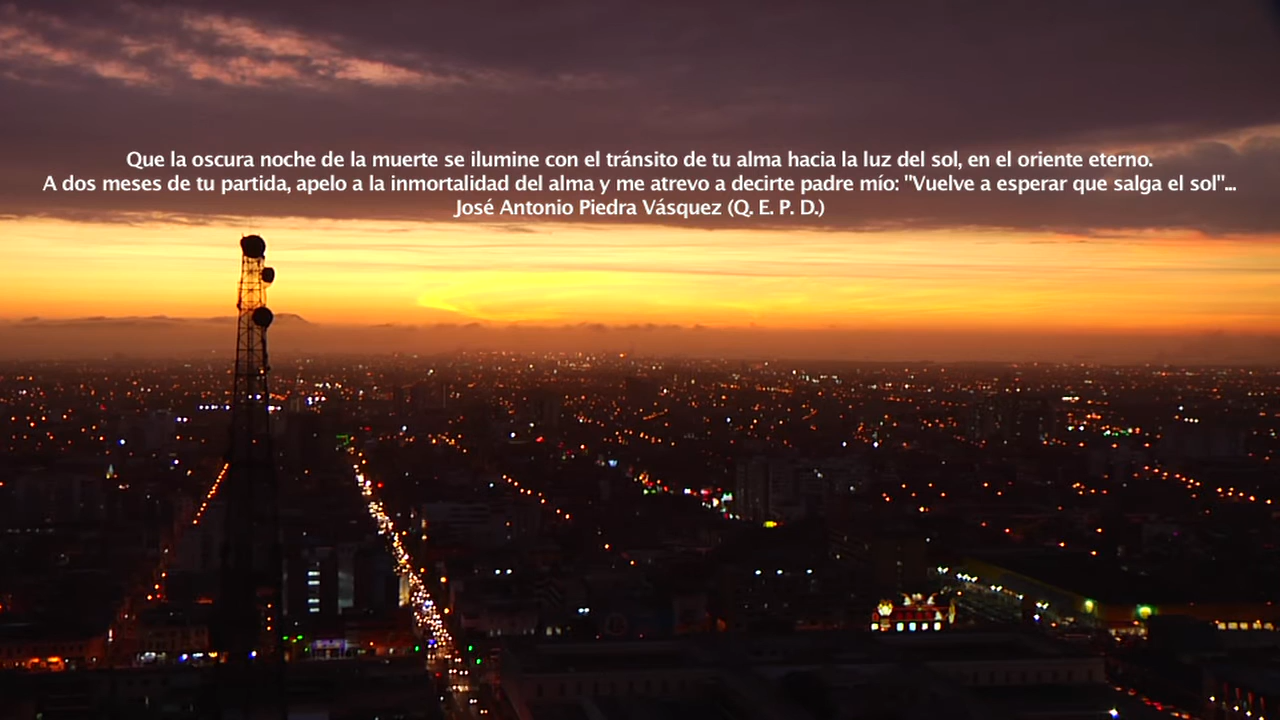 Que la oscura noche de la muerte se ilumine con el tránsito de tu alma hacia la luz del sol, en el oriente eterno.
A dos meses de tu partida, apelo a la inmortalidad del alma y me atrevo a decirte padre mío: "Vuelve a esperar que salga el sol"...
José Antonio Piedra Vásquez (Q. E. P. D.)